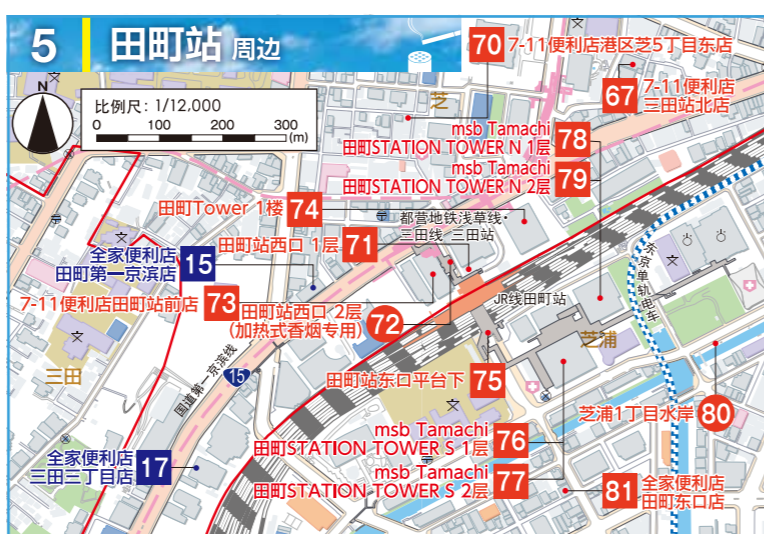 5 田町站 周边
N
比例尺: 1/12,000
0 100 200 300
(m)
芝
70 7-11便利店港区芝5丁目东店
67 7-11便利店
三田站北店
msb Tamachi
田町STATION TOWER N 1层 78
msb Tamachi
田町STATION TOWER N 2层 79
田町Tower 1楼 74
都营地铁浅草线·
三田线 三田站
全家便利店
田町第一京滨店 15
田町站西口 1层 71
7-11便利店田町站前店 73
田町站西口 2层
(加热式香烟专用) 72
JR线田町站
东京单轨电车
芝浦
三田
国道第一京滨线
15
田町站东口平台下 75
芝浦1丁目水岸 80
msb Tamachi
田町STATION TOWER S 1层 76
msb Tamachi
田町STATION TOWER S 2层 77
全家便利店
三田三丁目店 17
81 全家便利店
田町东口店